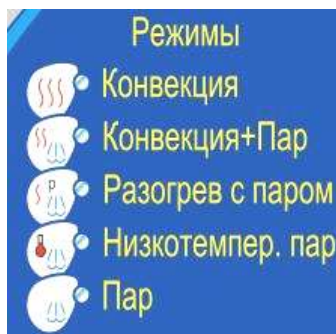 Режимы
Конвекция
Конвекция+Пар
Разогрев с паром
p
Низкотемпер. пар
Пар